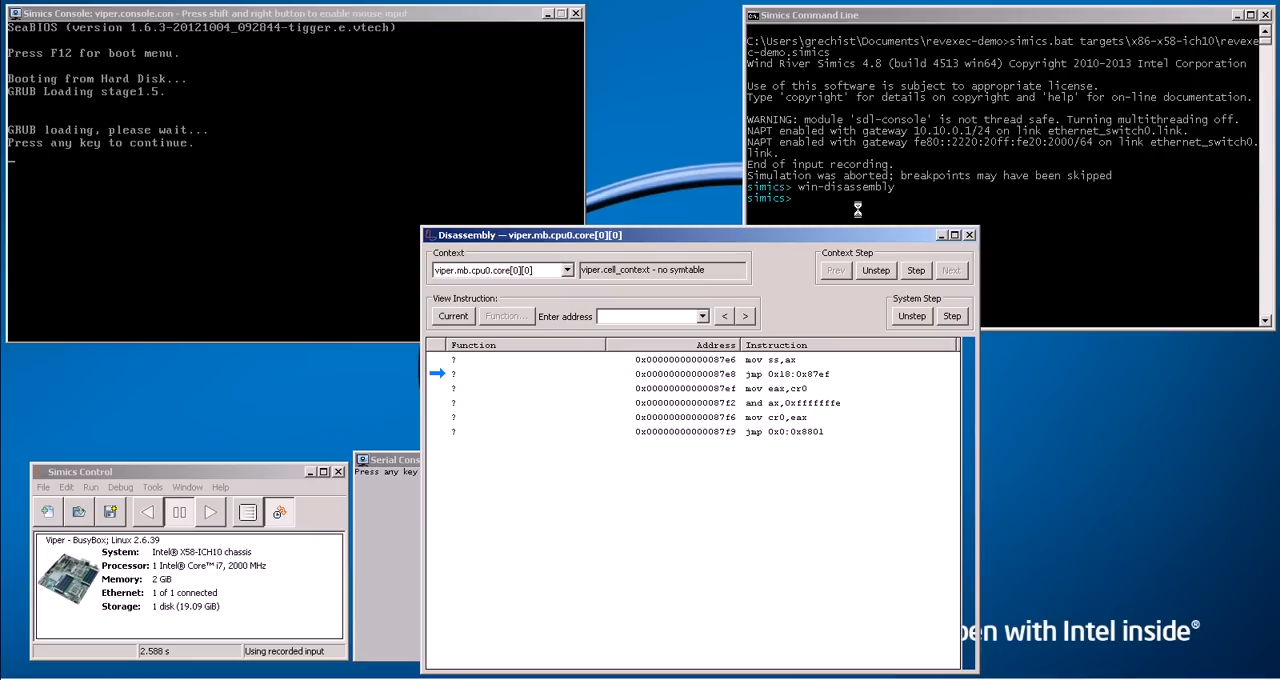 Simics Console: viper.console.con - Press shift and right button to enable mouse input
SeaBIOS (version 1.6.3-20121004_092844-tigger.e.vtech)
Press F12 for boot menu.
Booting from Hard Disk...
GRUB Loading stage1.5.
GRUB loading, please wait...
Press any key to continue.
Simics Command Line
C:\Users\grechist\Documents\revexec-demo>simics.bat targets\x86-x58-ich10\revexe
c-demo.simics
Wind River Simics 4.8 (build 4513 win64) Copyright 2010-2013 Intel Corporation
Use of this software is subject to appropriate license.
Type 'copyright' for details on copyright and 'help' for on-line documentation.
WARNING: module 'sdl-console' is not thread safe. Turning multithreading off.
NAPT enabled with gateway 10.10.0.1/24 on link ethernet_switch0.link.
NAPT enabled with gateway fe80::2220:20ff:fe20:2000/64 on link ethernet_switch0.
link.
End of input recording.
Simulation was aborted; breakpoints may have been skipped
simics> win-disassembly
simics>
Disassembly — viper.mb.cpu0.core[0][0]
Context
viper.mb.cpu0.core[0][0] viper.cell_context - no symtable
Context Step
Prev Unstep Step Next
View Instruction:
Current Function... Enter address < >
System Step
Unstep Step
Function Address Instruction
? 0x00000000000087e6 mov ss,ax
? 0x00000000000087e8 jmp 0x18:0x87ef
? 0x00000000000087ef mov eax,cr0
? 0x00000000000087f2 and ax,0xfffffffe
? 0x00000000000087f6 mov cr0,eax
? 0x00000000000087f9 jmp 0x0:0x8801
Simics Control
File Edit Run Debug Tools Window Help
Viper - BusyBox; Linux 2.6.39
System: Intel® X58-ICH10 chassis
Processor: 1 Intel® Core™ i7, 2000 MHz
Memory: 2 GiB
Ethernet: 1 of 1 connected
Storage: 1 disk (19.09 GiB)
2.588 s Using recorded input
Serial Cons
Press any key
pen with Intel inside®